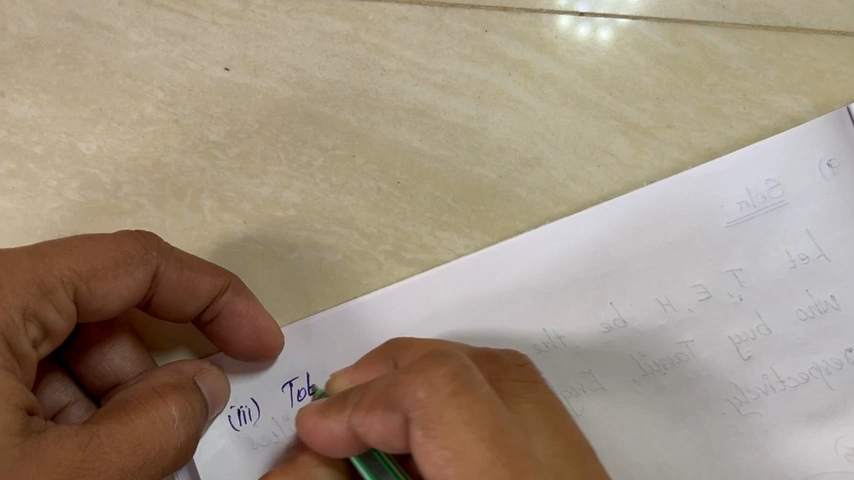 (iii) Tot
Soln:
Let T, E, H be the
who buy Tamil, Eng
respectively.